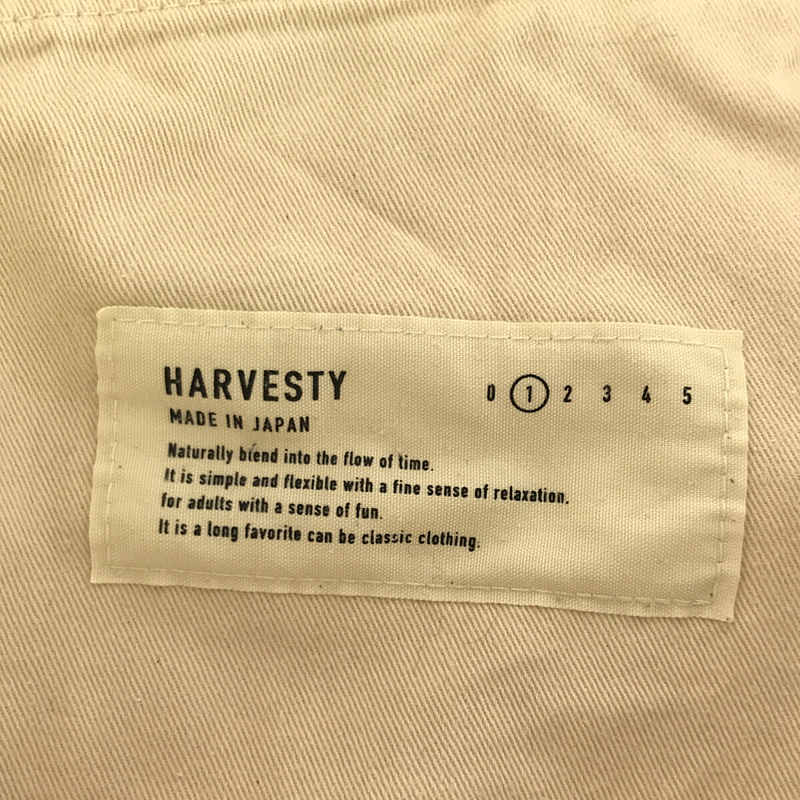 HARVESTY 0 1 2 3 4 5
MADE IN JAPAN
Naturally blend into the flow of time.
It is simple and flexible with a fine sense of relaxation.
for adults with a sense of fun.
It is a long favorite can be classic clothing.